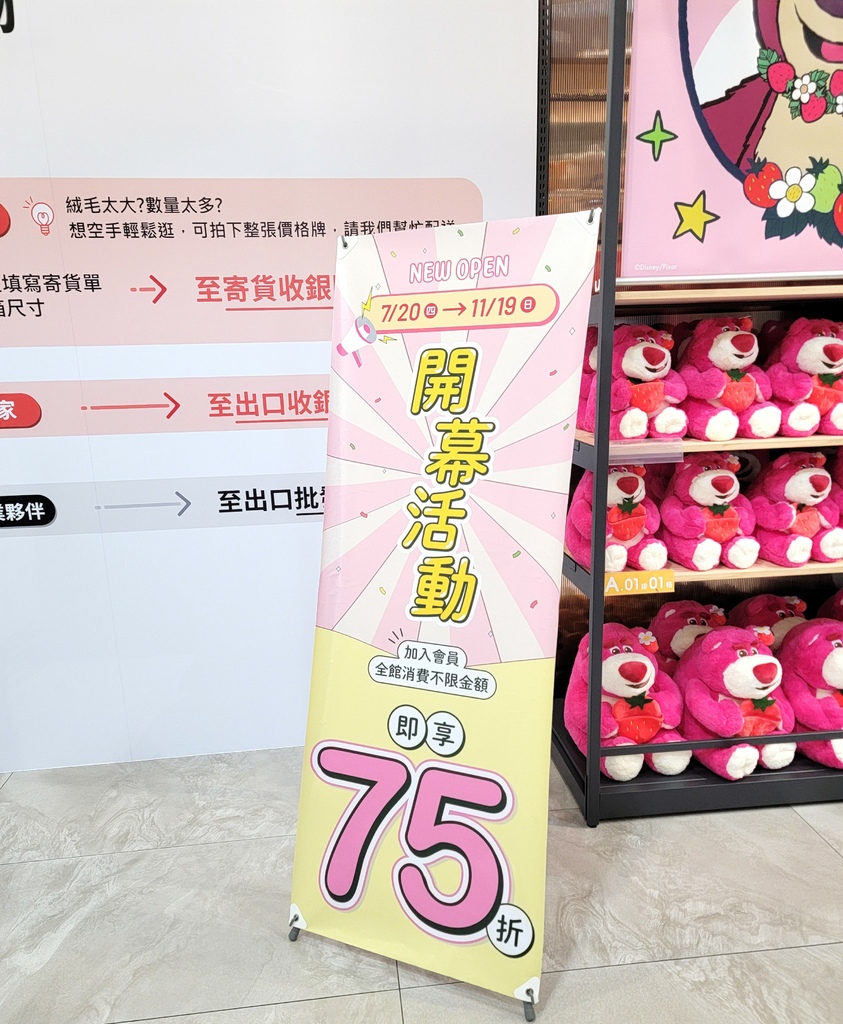 絨毛太大?數量太多?
想空手輕鬆逛，可拍下整張價格牌，請我們幫忙配送
填寫寄貨單
尺寸
至寄貨收銀
家
至出口收銀
夥伴
至出口批
NEW OPEN
7/20 四 → 11/19 日
開幕活動
加入會員
全館消費不限金額
即享
75
折
©Disney/Pixar
A.01
01